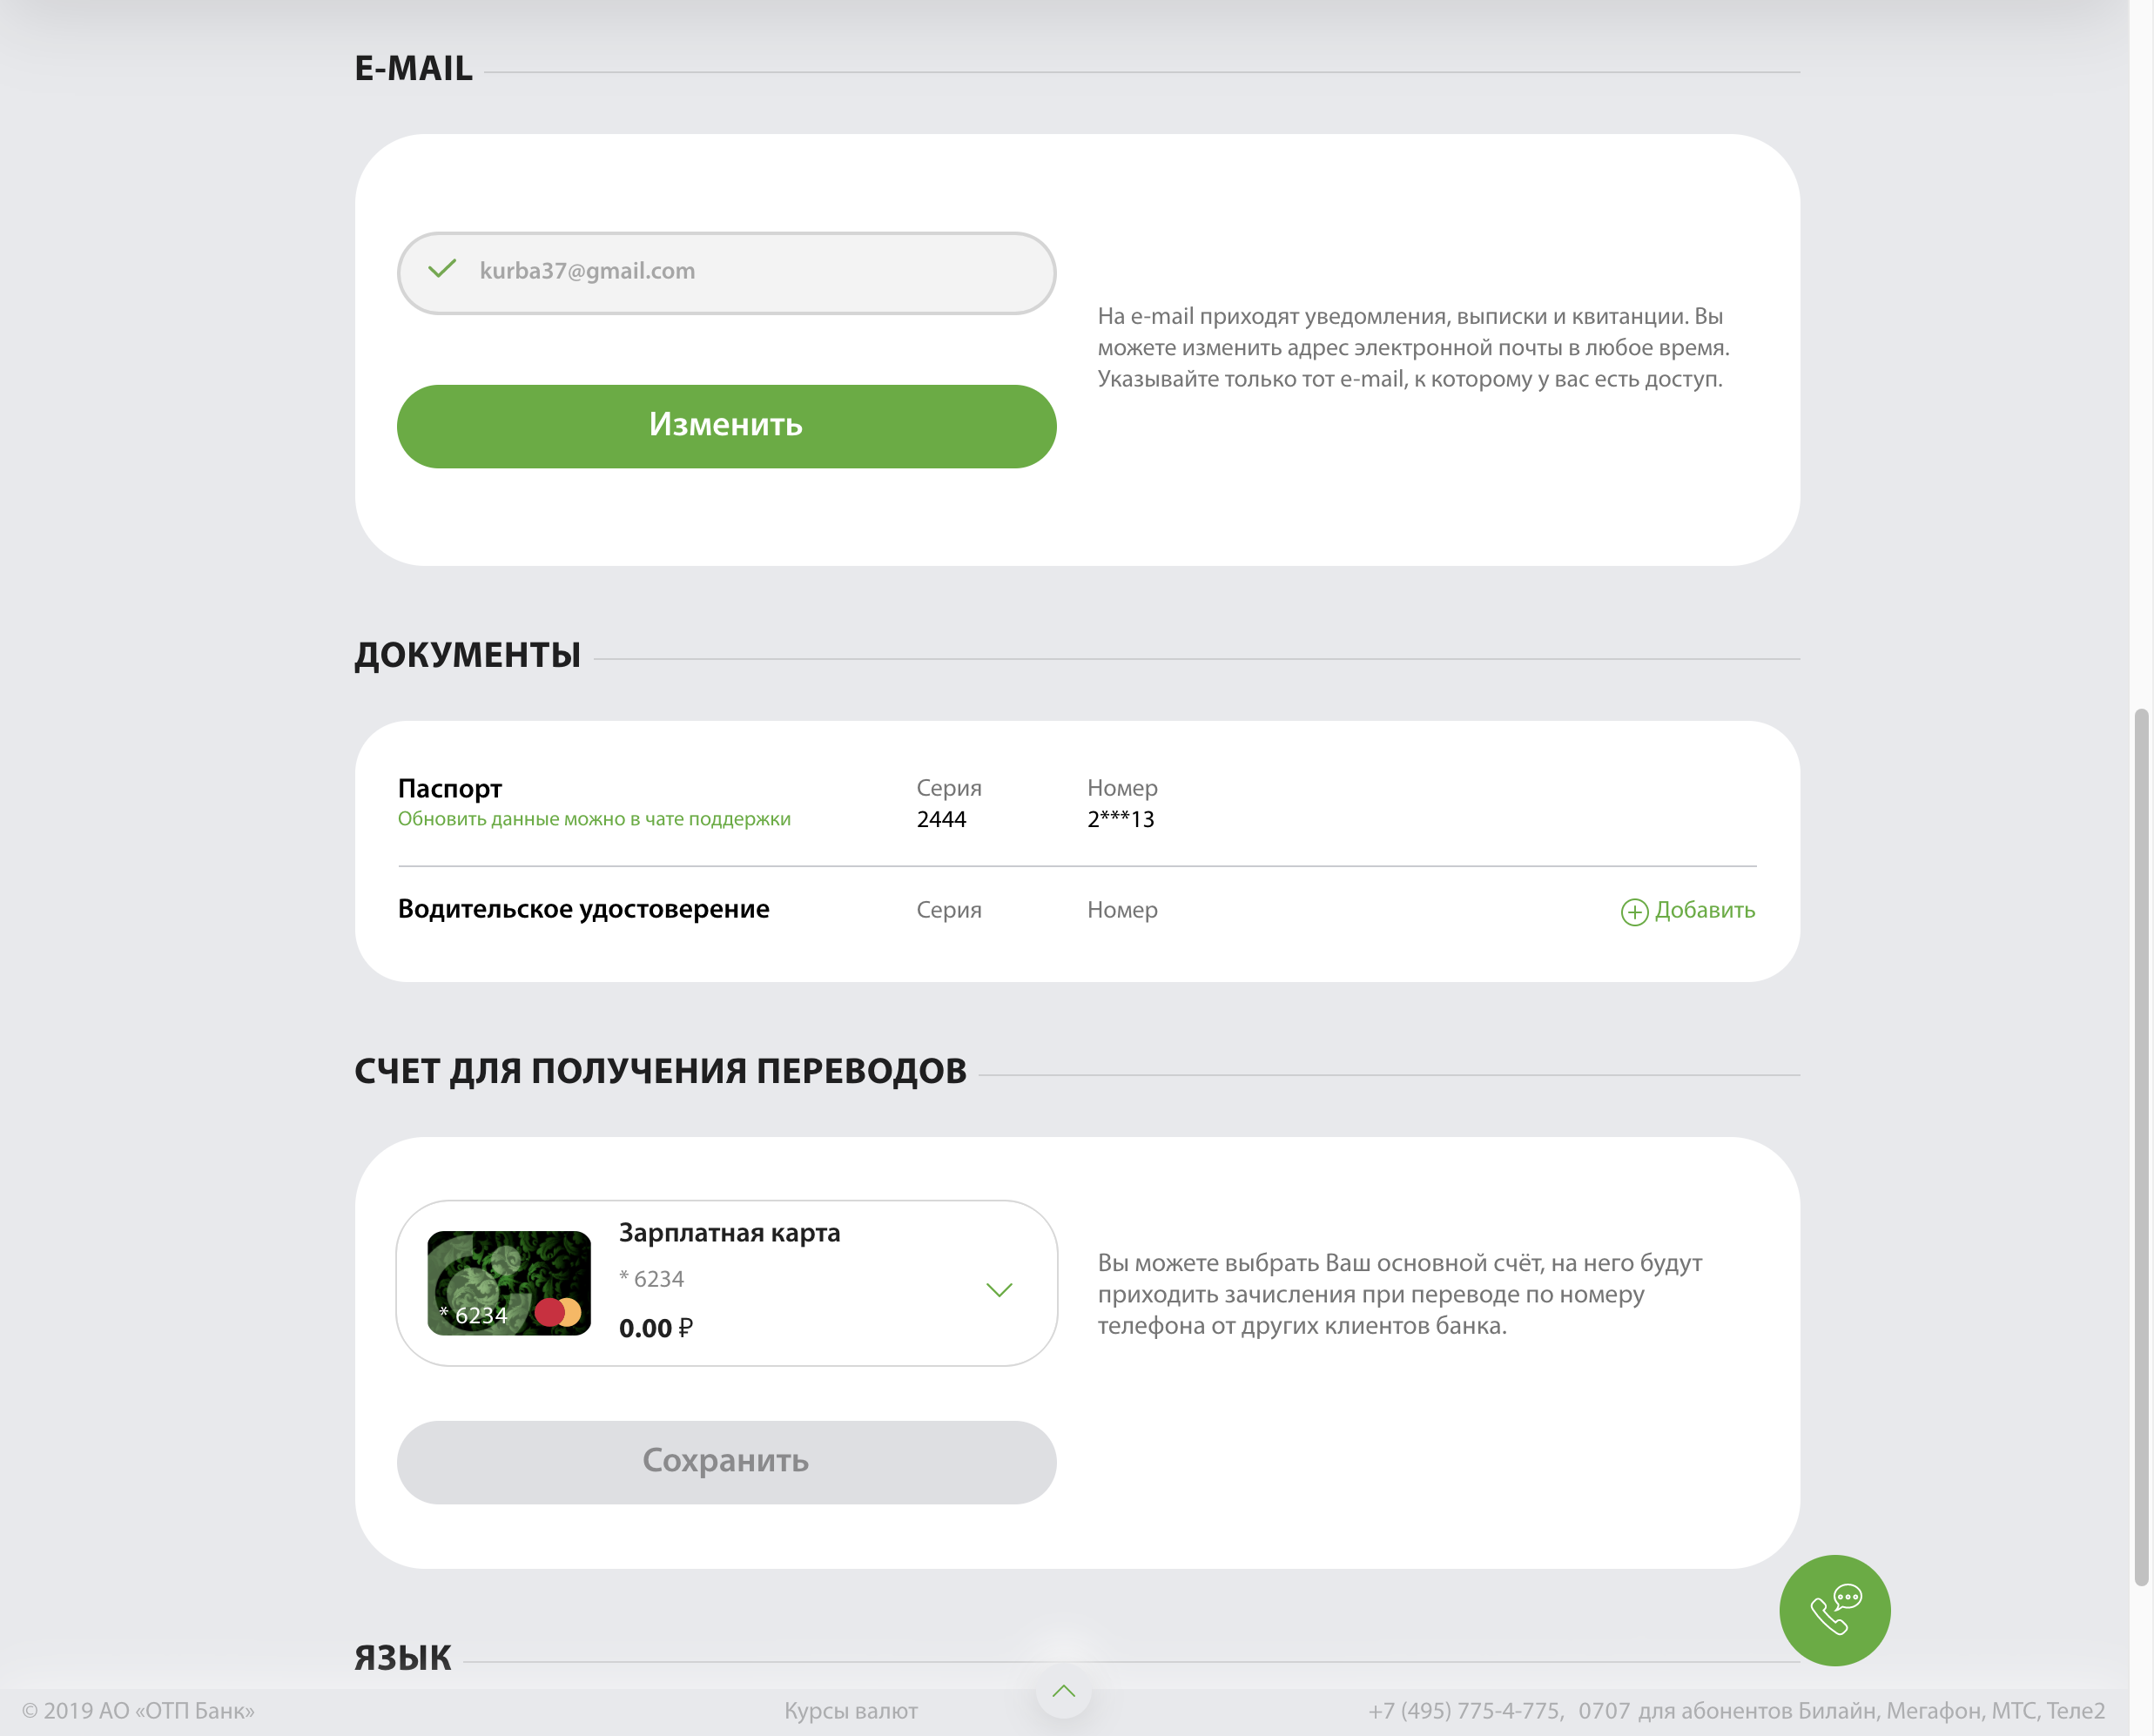 E-MAIL
kurba37@gmail.com
На e-mail приходят уведомления, выписки и квитанции. Вы
можете изменить адрес электронной почты в любое время.
Указывайте только тот e-mail, к которому у вас есть доступ.
Изменить
ДОКУМЕНТЫ
Паспорт Серия Номер
Обновить данные можно в чате поддержки 2444 2***13
Водительское удостоверение Серия Номер Добавить
СЧЕТ ДЛЯ ПОЛУЧЕНИЯ ПЕРЕВОДОВ
* 6234
Зарплатная карта
* 6234
0.00 ₽
Вы можете выбрать Ваш основной счёт, на него будут
приходить зачисления при переводе по номеру
телефона от других клиентов банка.
Сохранить
ЯЗЫК
© 2019 АО «ОТП Банк» Курсы валют +7 (495) 775-4-775, 0707 для абонентов Билайн, Мегафон, МТС, Теле2